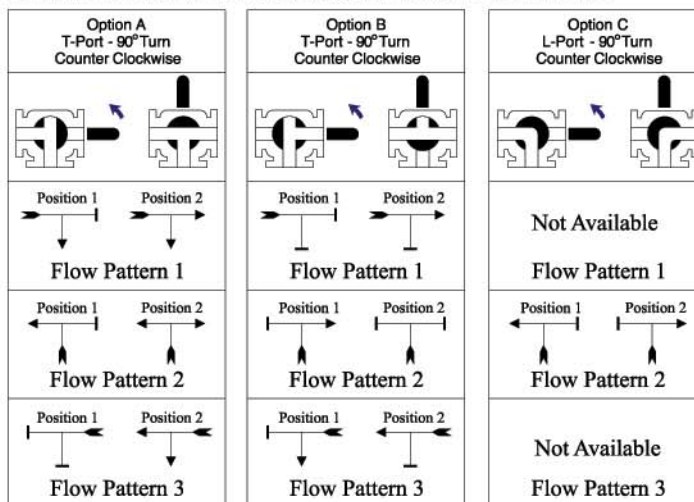 Option A
T-Port - 90°Turn
Counter Clockwise
Position 1 Position 2
Flow Pattern 1
Position 1 Position 2
Flow Pattern 2
Position 1 Position 2
Flow Pattern 3
Option B
T-Port - 90°Turn
Counter Clockwise
Position 1 Position 2
Flow Pattern 1
Position 1 Position 2
Flow Pattern 2
Position 1 Position 2
Flow Pattern 3
Option C
L-Port - 90°Turn
Counter Clockwise
Not Available
Flow Pattern 1
Position 1 Position 2
Flow Pattern 2
Not Available
Flow Pattern 3